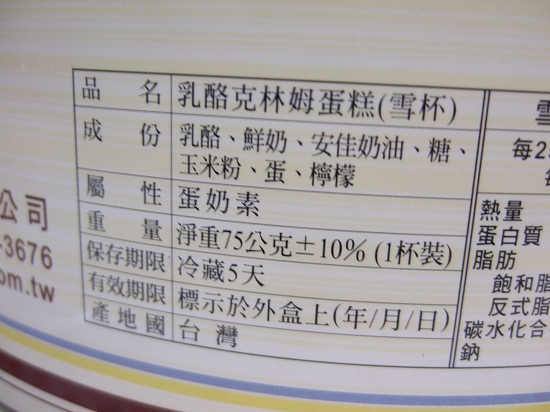 品名 乳酪克林姆蛋糕(雪杯)
成份 乳酪、鮮奶、安佳奶油、糖、
玉米粉、蛋、檸檬
屬性 蛋奶素
重量 淨重75公克±10% (1杯裝)
保存期限 冷藏5天
有效期限 標示於外盒上(年/月/日)
產地國 台灣
公司
-3676
om.tw
雪
每2
每
熱量
蛋白質
脂肪
飽和脂
反式脂
碳水化合
鈉